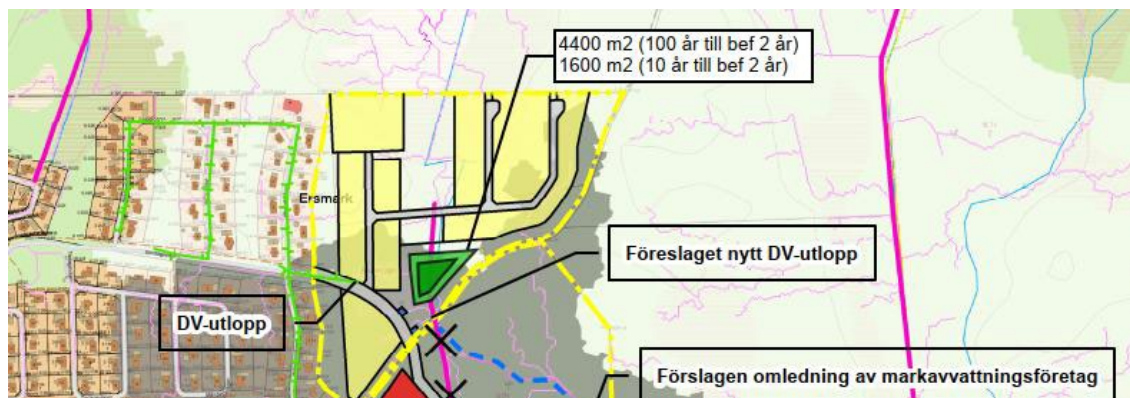 4400 m2 (100 år till bef 2 år)
1600 m2 (10 år till bef 2 år)
Ersmark
Föreslaget nytt DV-utlopp
DV-utlopp
Förslagen omledning av markavvattningsföretag